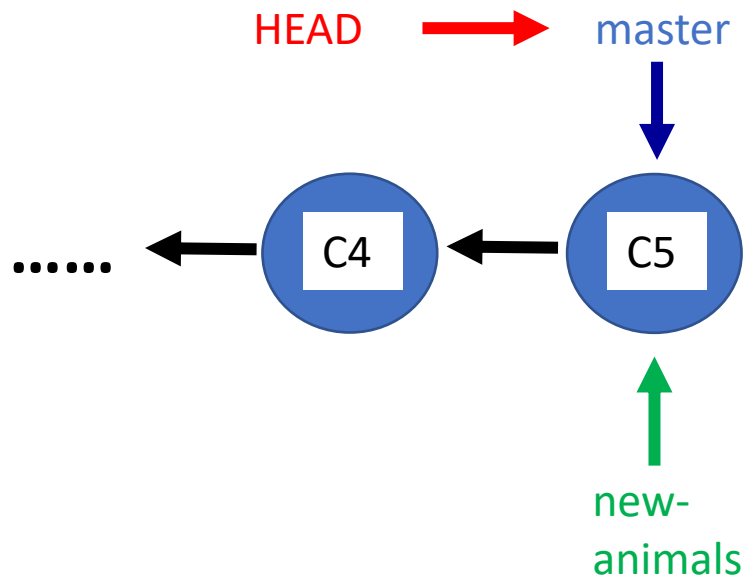 HEAD
master
......
C4
C5
new-
animals